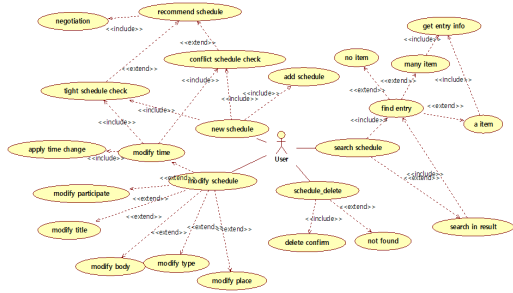 recommend schedule
negotiation
<<include>>
get entry info
<<extend>>
<<include>>
no item
conflict schedule check
many item
<<extend>>
<<extend>>
add schedule
<<include>>
<<extend>>
<<include>>
tight schedule check
<<include>>
<<include>>
find entry
<<extend>>
<<include>>
new schedule
<<include>>
a item
apply time change
modify time
<<include>>
User
search schedule
modify schedule
<<include>>
<<extend>>
modify participate
<<extend>>
schedule_delete
<<extend>>
<<include>>
<<extend>>
modify title
<<extend>>
<<extend>>
<<extend>>
search in result
delete confirm
not found
modify body
modify type
modify place